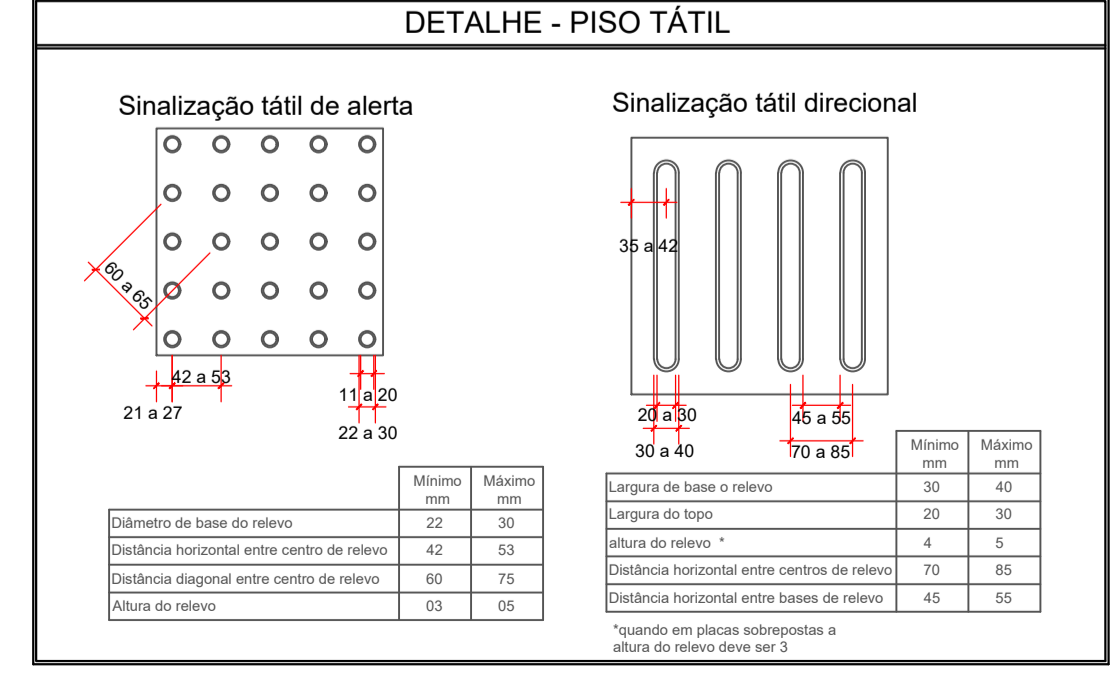 DETALHE - PISO TÁTIL
Sinalização tátil de alerta
60 a 65
42 a 53
21 a 27
11 a 20
22 a 30
Mínimo mm Máximo mm
Diâmetro de base do relevo 22 30
Distância horizontal entre centro de relevo 42 53
Distância diagonal entre centro de relevo 60 75
Altura do relevo 03 05
Sinalização tátil direcional
35 a 42
20 a 30
30 a 40
45 a 55
70 a 85
Mínimo mm Máximo mm
Largura de base o relevo 30 40
Largura do topo 20 30
altura do relevo * 4 5
Distância horizontal entre centros de relevo 70 85
Distância horizontal entre bases de relevo 45 55
*quando em placas sobrepostas a
altura do relevo deve ser 3